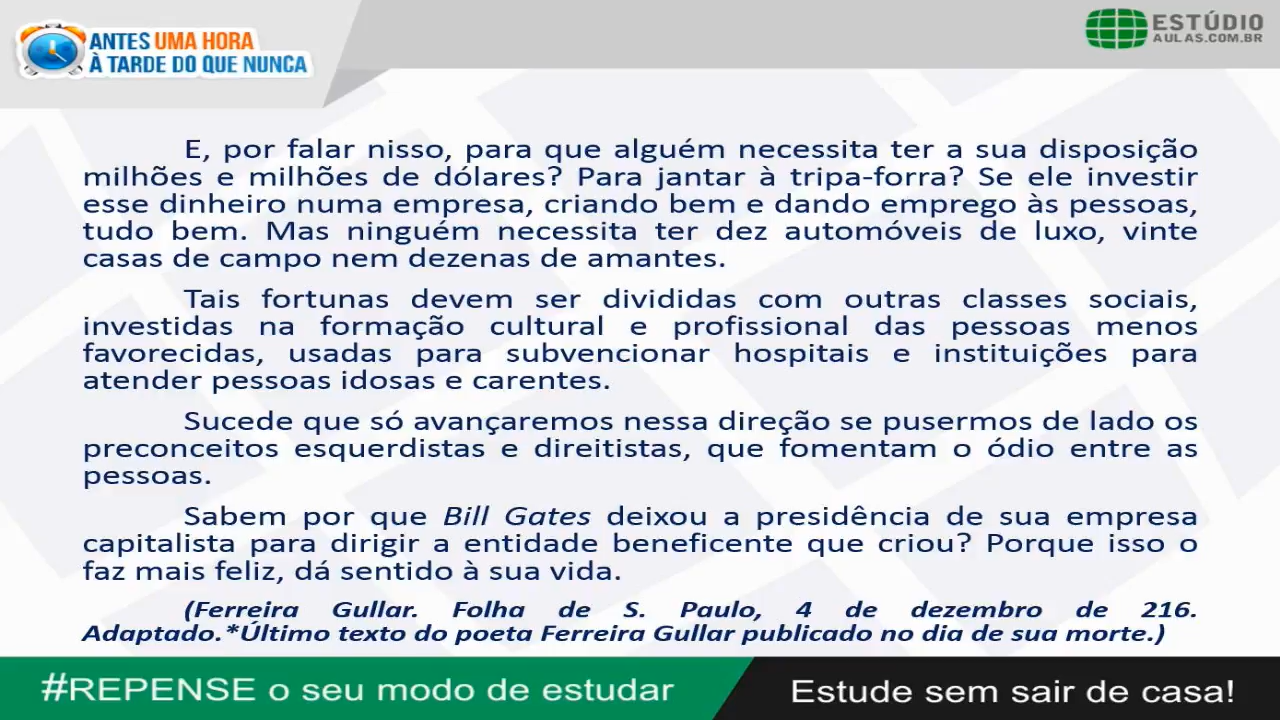 ANTES UMA HORA
À TARDE DO QUE NUNCA
ESTÚDIO
AULAS.COM.BR
E, por falar nisso, para que alguém necessita ter a sua disposição
milhões e milhões de dólares? Para jantar à tripa-forra? Se ele investir
esse dinheiro numa empresa, criando bem e dando emprego às pessoas,
tudo bem. Mas ninguém necessita ter dez automóveis de luxo, vinte
casas de campo nem dezenas de amantes.
Tais fortunas devem ser divididas com outras classes sociais,
investidas na formação cultural e profissional das pessoas menos
favorecidas, usadas para subvencionar hospitais e instituições para
atender pessoas idosas e carentes.
Sucede que só avançaremos nessa direção se pusermos de lado os
preconceitos esquerdistas e direitistas, que fomentam o ódio entre as
pessoas.
Sabem por que Bill Gates deixou a presidência de sua empresa
capitalista para dirigir a entidade beneficente que criou? Porque isso o
faz mais feliz, dá sentido à sua vida.
(Ferreira Gullar. Folha de S. Paulo, 4 de dezembro de 216.
Adaptado.*Último texto do poeta Ferreira Gullar publicado no dia de sua morte.)
#REPENSE o seu modo de estudar
Estude sem sair de casa!